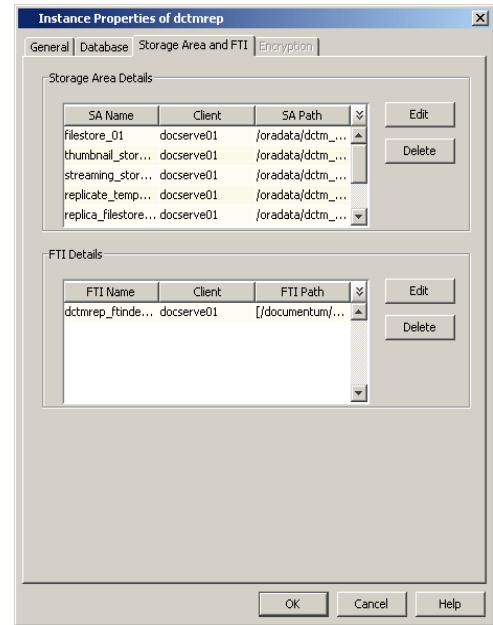 Instance Properties of dctmrep
General Database Storage Area and FTI Encryption
Storage Area Details
SA Name Client SA Path
Edit
filestore_01 docserve01 /oradata/dctm_...
thumbnail_stor... docserve01 /oradata/dctm_...
Delete
streaming_stor... docserve01 /oradata/dctm_...
replicate_temp... docserve01 /oradata/dctm_...
replica_filestore... docserve01 /oradata/dctm_...
FTI Details
FTI Name Client FTI Path
Edit
dctmrep_ftinde... docserve01 [/documentum/...
Delete
OK Cancel Help